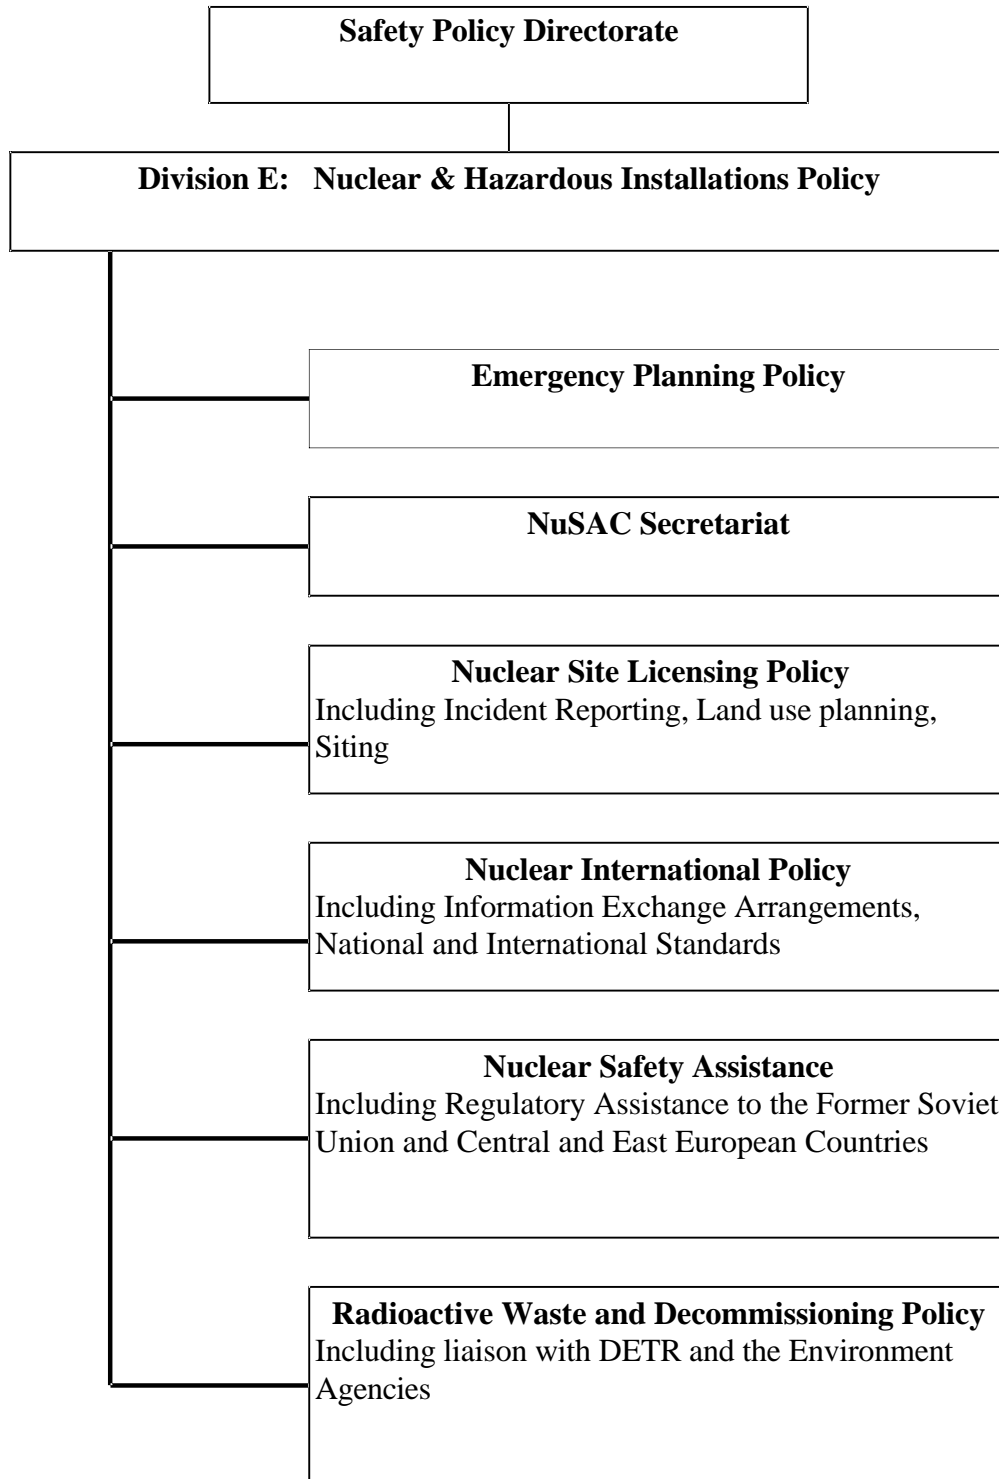 Safety Policy Directorate
Division E: Nuclear & Hazardous Installations Policy
Emergency Planning Policy
NuSAC Secretariat
Nuclear Site Licensing Policy
Including Incident Reporting, Land use planning,
Siting
Nuclear International Policy
Including Information Exchange Arrangements,
National and International Standards
Nuclear Safety Assistance
Including Regulatory Assistance to the Former Soviet
Union and Central and East European Countries
Radioactive Waste and Decommissioning Policy
Including liaison with DETR and the Environment
Agencies